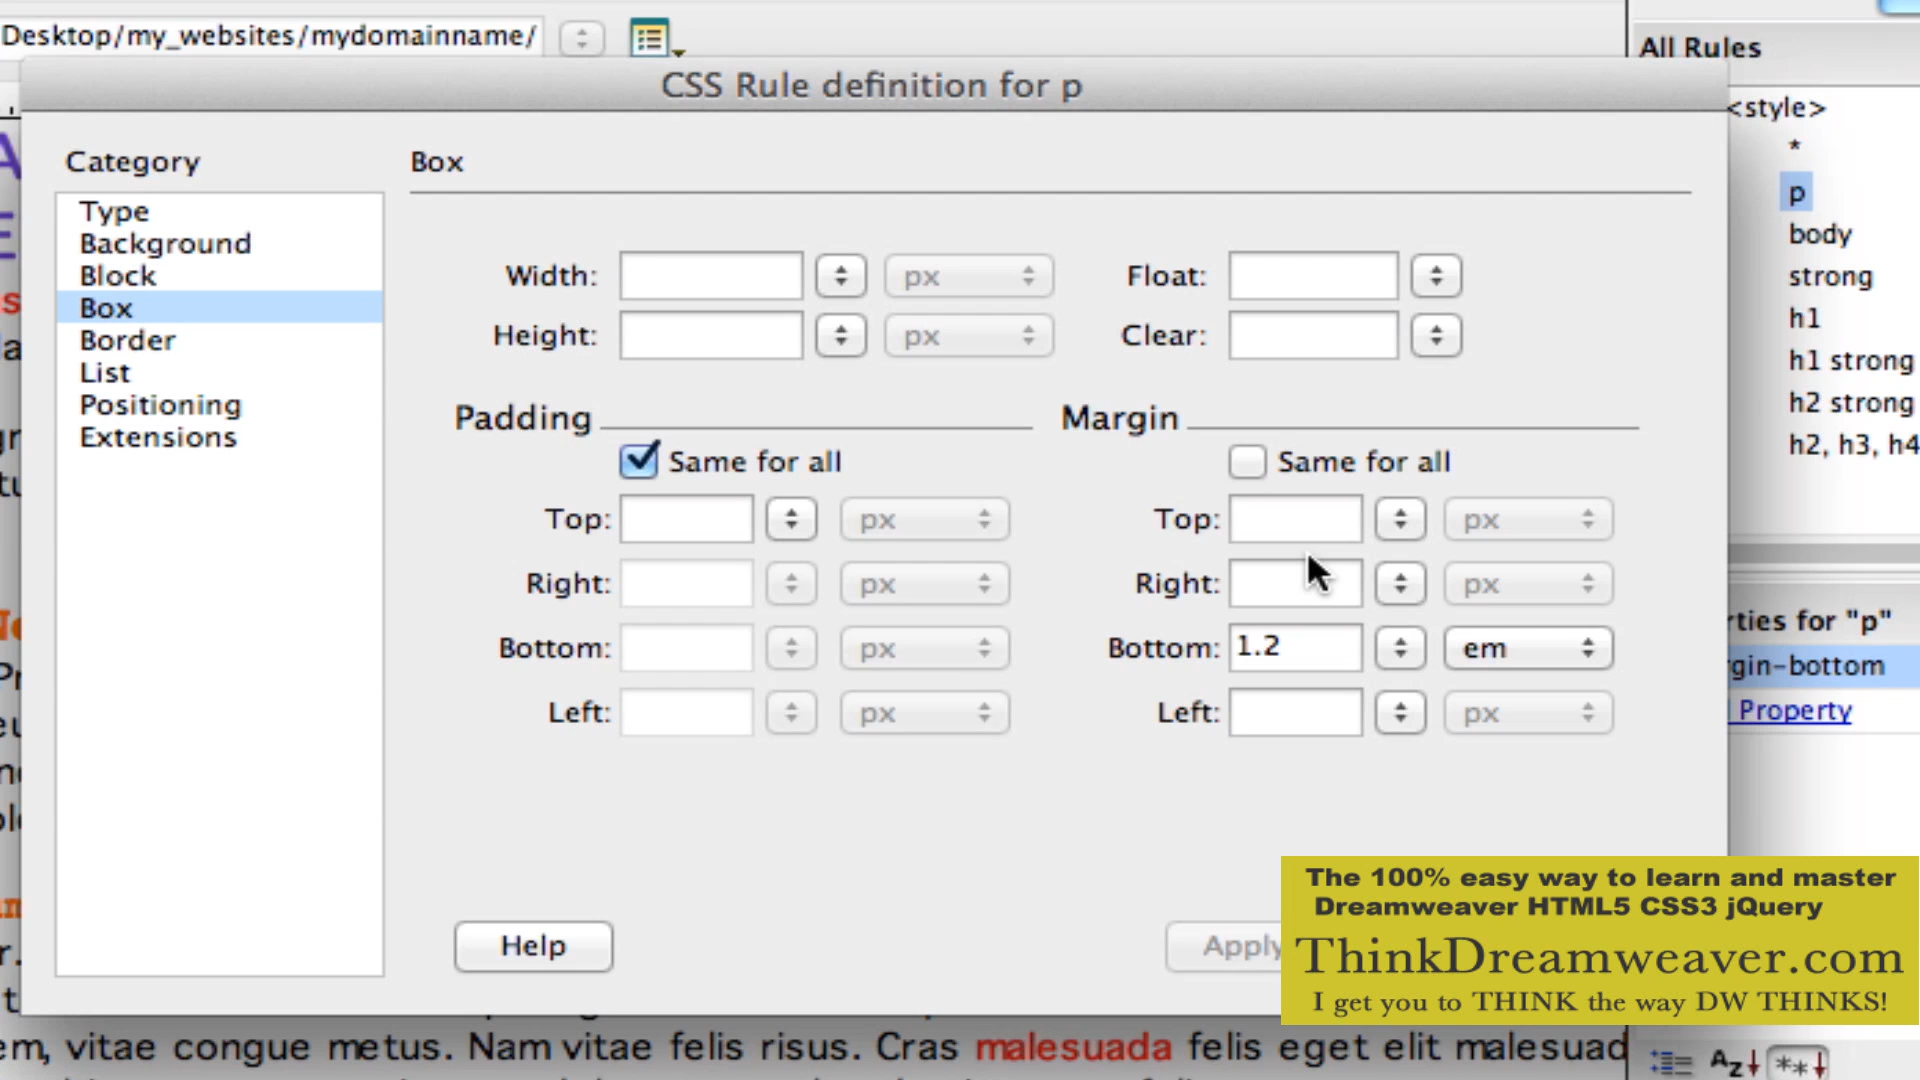 Desktop/my_websites/mydomainname/
All Rules
CSS Rule definition for p
<style>
*
p
body
strong
h1
h1 strong
h2 strong
h2, h3, h4
Category
Type
Background
Block
Box
Border
List
Positioning
Extensions
Box
Width: px
Float:
Height: px
Clear:
Padding
Same for all
Top: px
Right: px
Bottom: px
Left: px
Margin
Same for all
Top: px
Right: px
Bottom: 1.2 em
Left: px
rties for "p"
gin-bottom
Property
Help
Apply
The 100% easy way to learn and master
Dreamweaver HTML5 CSS3 jQuery
ThinkDreamweaver.com
I get you to THINK the way DW THINKS!
em, vitae congue metus. Nam vitae felis risus. Cras malesuada felis eget elit malesuad
Az
**